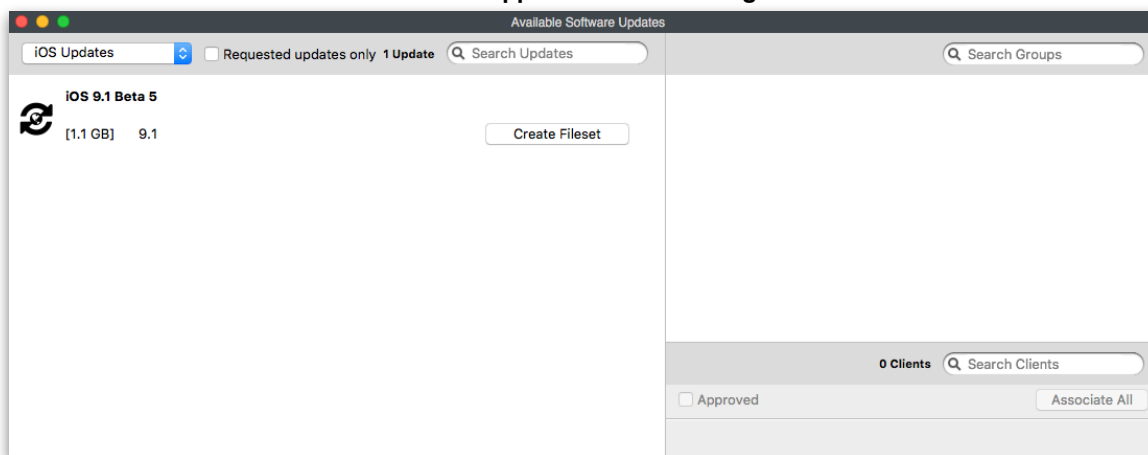 Available Software Updates
iOS Updates
Requested updates only 1 Update
Search Updates
Search Groups
iOS 9.1 Beta 5
[1.1 GB] 9.1
Create Fileset
0 Clients
Search Clients
Approved
Associate All